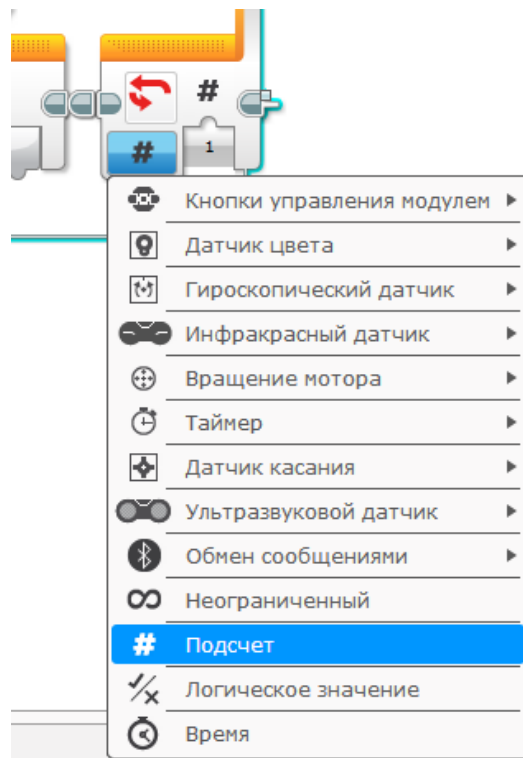 #
# 1
Кнопки управления модулем
Датчик цвета
Гироскопический датчик
Инфракрасный датчик
Вращение мотора
Таймер
Датчик касания
Ультразвуковой датчик
Обмен сообщениями
Неограниченный
# Подсчет
Логическое значение
Время